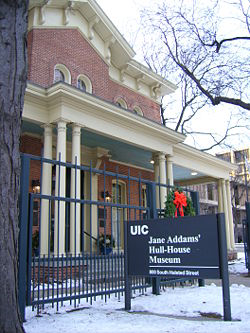 UIC
Jane Addams'
Hull-House
Museum
800 South Halsted Street